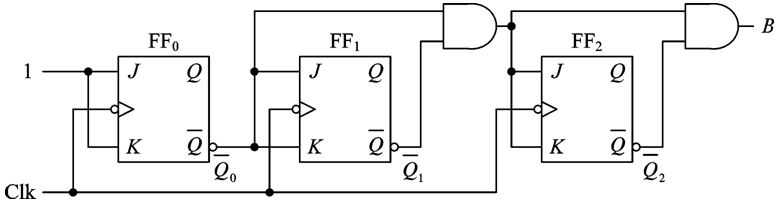 FF₀ FF₁ FF₂ B
1 J Q J Q J Q
K Q̅ K Q̅ K Q̅
Q̅₀ Q̅₁ Q̅₂
Clk